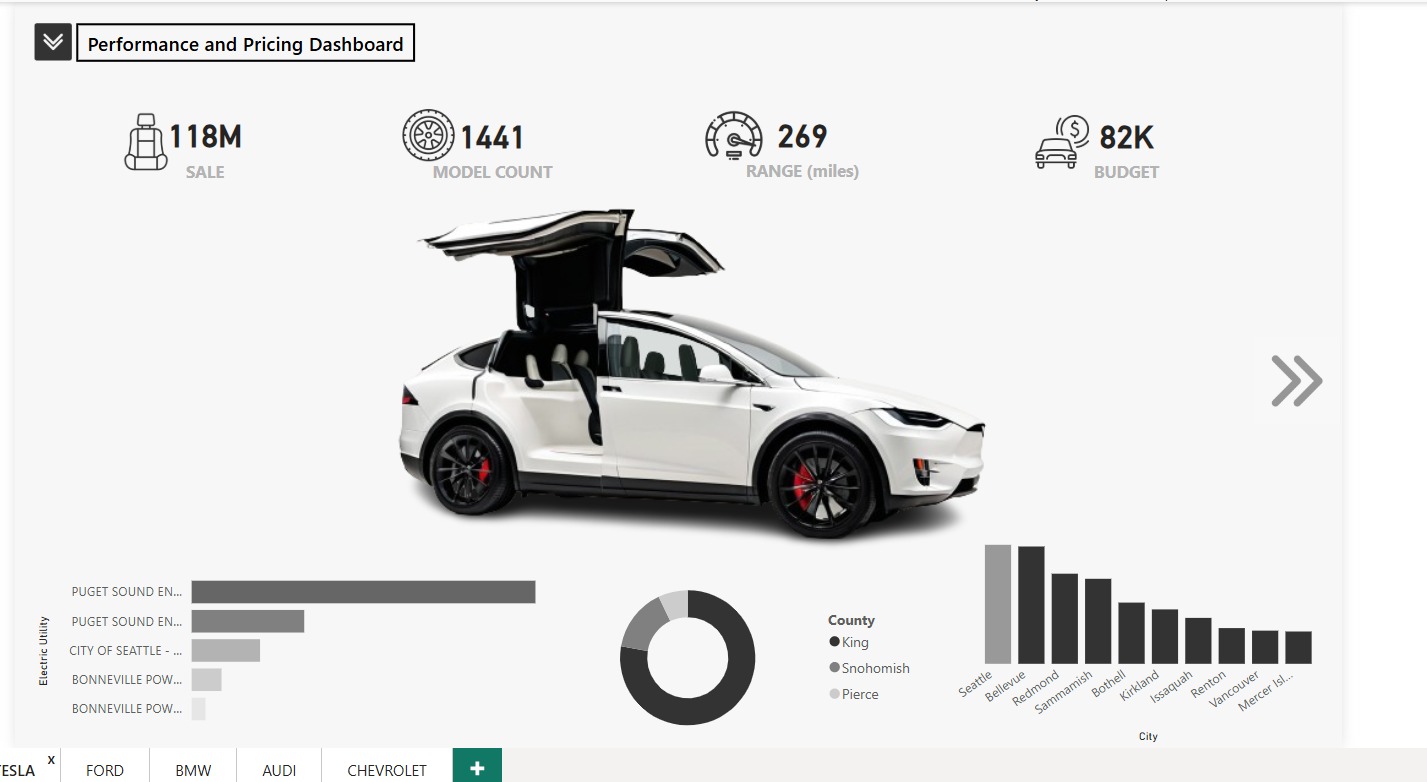 Performance and Pricing Dashboard
118M
SALE
1441
MODEL COUNT
269
RANGE (miles)
82K
BUDGET
$
Electric Utility
PUGET SOUND EN...
PUGET SOUND EN...
CITY OF SEATTLE - ...
BONNEVILLE POW...
BONNEVILLE POW...
County
King
Snohomish
Pierce
Seattle
Bellevue
Redmond
Sammamish
Bothell
Kirkland
Issaquah
Renton
Vancouver
Mercer Isl...
City
ESLA x
FORD
BMW
AUDI
CHEVROLET
+